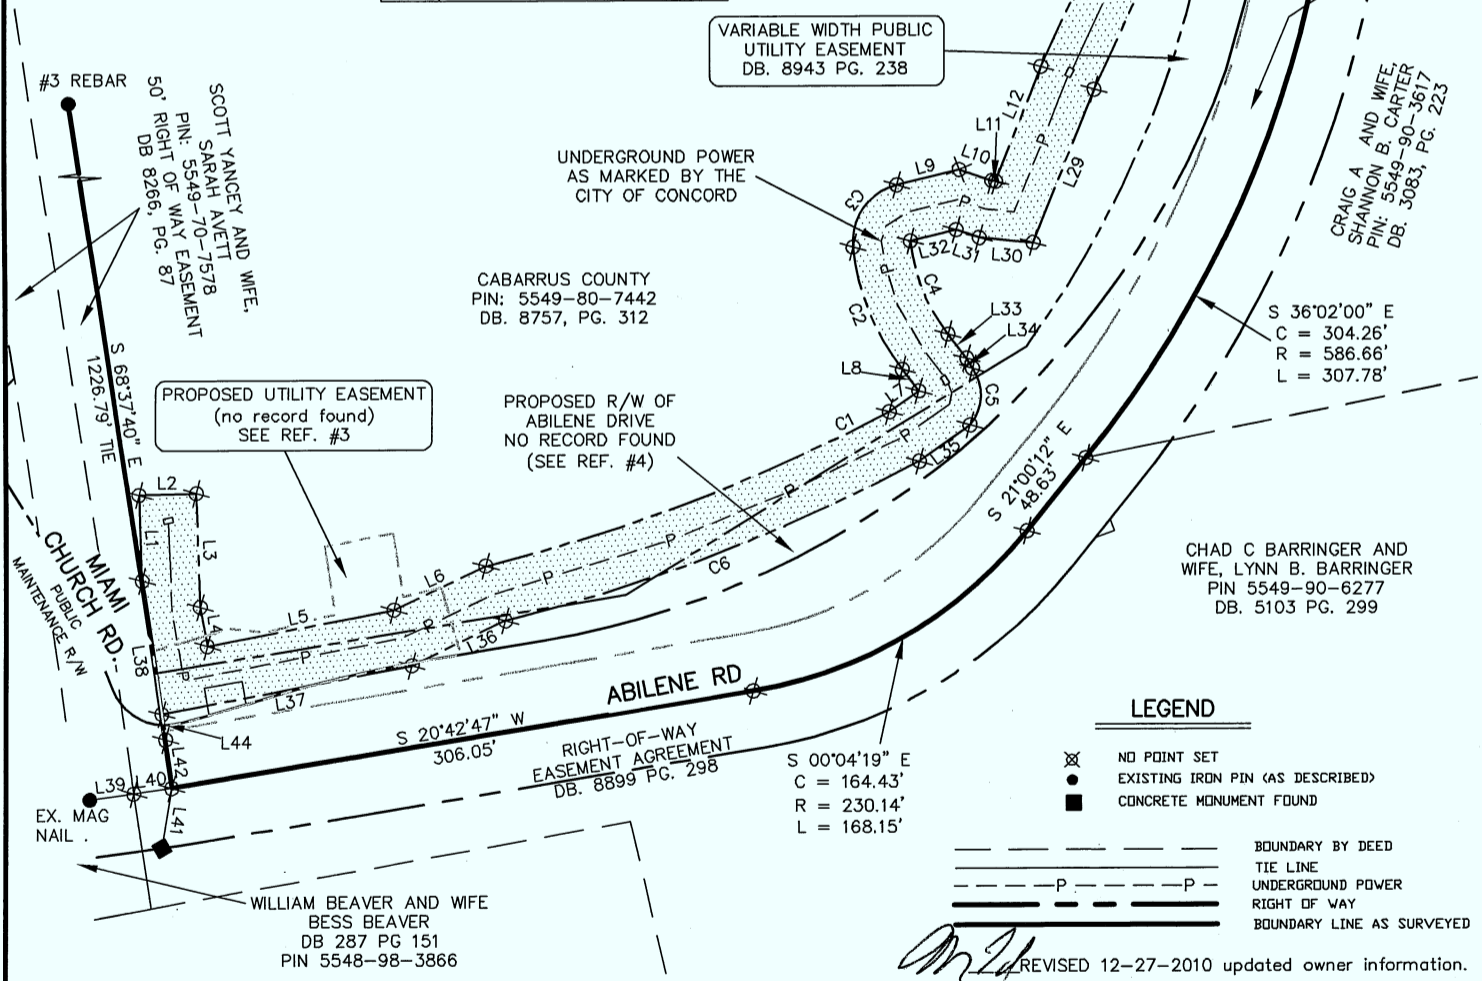 VARIABLE WIDTH PUBLIC
UTILITY EASEMENT
DB. 8943 PG. 238
#3 REBAR
SCOTT YANCEY AND WIFE,
SARAH AVETT
PIN: 5549-70-7578
50' RIGHT OF WAY EASEMENT
DB 8266, PG. 87
UNDERGROUND POWER
AS MARKED BY THE
CITY OF CONCORD
L12
L11
L10
L9
C3
L29
P
P
CRAIG A AND WIFE,
SHANNON B. CARTER
PIN: 5549-90-3617
DB. 3083, PG. 223
L32
L31
L30
P
C4
C2
CABARRUS COUNTY
PIN: 5549-80-7442
DB. 8757, PG. 312
L33
L34
S 36°02'00" E
C = 304.26'
R = 586.66'
L = 307.78'
L8
L7
C5
C1
P
L35
S 68°37'40" E
1226.79' TIE
PROPOSED UTILITY EASEMENT
(no record found)
SEE REF. #3
PROPOSED R/W OF
ABILENE DRIVE
NO RECORD FOUND
(SEE REF. #4)
S 21°00'12" E
48.63'
L2
L1
L3
L4
L5
L6
P
P
P
C6
CHAD C BARRINGER AND
WIFE, LYNN B. BARRINGER
PIN 5549-90-6277
DB. 5103 PG. 299
MIAMI
CHURCH RD.
PUBLIC
MAINTENANCE R/W
L38
P
P
P
L36
L37
ABILENE RD
L44
L42
S 20°42'47" W
306.05'
RIGHT-OF-WAY
EASEMENT AGREEMENT
DB. 8899 PG. 298
S 00°04'19" E
C = 164.43'
R = 230.14'
L = 168.15'
L39
L40
L41
EX. MAG
NAIL .
WILLIAM BEAVER AND WIFE
BESS BEAVER
DB 287 PG 151
PIN 5548-98-3866
LEGEND
NO POINT SET
EXISTING IRON PIN (AS DESCRIBED)
CONCRETE MONUMENT FOUND
BOUNDARY BY DEED
TIE LINE
P P UNDERGROUND POWER
RIGHT OF WAY
BOUNDARY LINE AS SURVEYED
REVISED 12-27-2010 updated owner information.